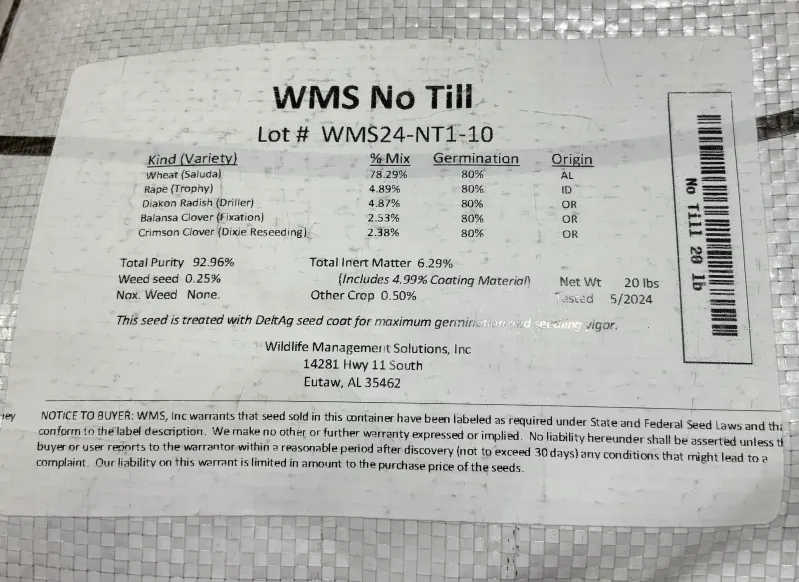 WMS No Till
Lot # WMS24-NT1-10
Kind (Variety) % Mix Germination Origin
Wheat (Saluda) 78.29% 80% AL
Rape (Trophy) 4.89% 80% ID
Diakon Radish (Driller) 4.87% 80% OR
Balansa Clover (Fixation) 2.53% 80% OR
Crimson Clover (Dixie Reseeding) 2.38% 80% OR
Total Purity 92.96% Total Inert Matter 6.29%
Weed seed 0.25% (Includes 4.99% Coating Material) Net Wt 20 lbs
Nox. Weed None. Other Crop 0.50% Tested 5/2024
This seed is treated with DeltAg seed coat for maximum germination and seedling vigor.
Wildlife Management Solutions, Inc
14281 Hwy 11 South
Eutaw, AL 35462
No Till 20 lb
NOTICE TO BUYER: WMS, Inc warrants that seed sold in this container have been labeled as required under State and Federal Seed Laws and
conform to the label description. We make no other or further warranty expressed or implied. No liability hereunder shall be asserted unless
buyer or user reports to the warrantor within a reasonable period after discovery (not to exceed 30 days) any conditions that might lead to a
complaint. Our liability on this warrant is limited in amount to the purchase price of the seeds.